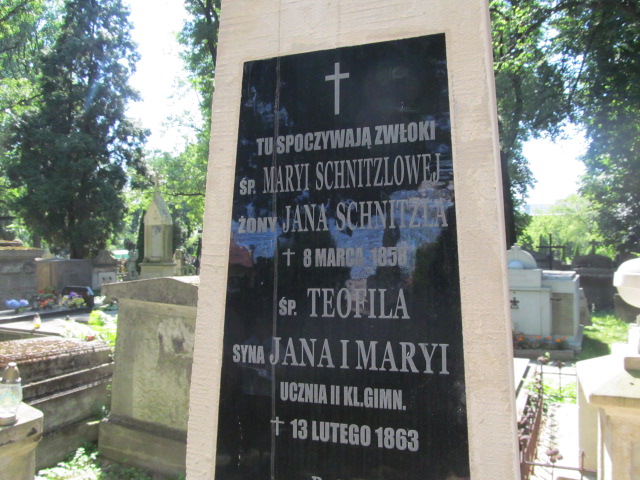 TU SPOCZYWAJĄ ZWŁOKI
ŚP. MARYI SCHNITZLOWEJ
ŻONY JANA SCHNITZLA
† 8 MARCA 1858
ŚP. TEOFILA
SYNA JANA I MARYI
UCZNIA II KL.GIMN.
† 13 LUTEGO 1863